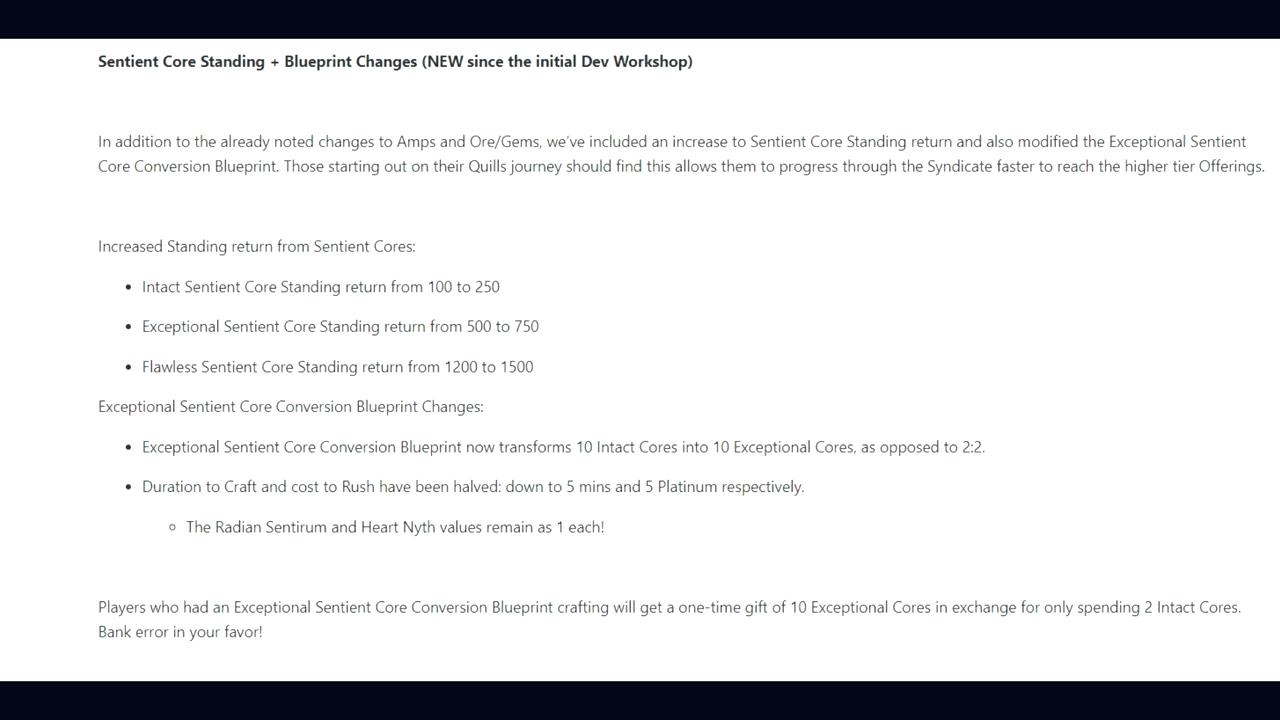 Sentient Core Standing + Blueprint Changes (NEW since the initial Dev Workshop)
In addition to the already noted changes to Amps and Ore/Gems, we've included an increase to Sentient Core Standing return and also modified the Exceptional Sentient
Core Conversion Blueprint. Those starting out on their Quills journey should find this allows them to progress through the Syndicate faster to reach the higher tier Offerings.
Increased Standing return from Sentient Cores:
• Intact Sentient Core Standing return from 100 to 250
• Exceptional Sentient Core Standing return from 500 to 750
• Flawless Sentient Core Standing return from 1200 to 1500
Exceptional Sentient Core Conversion Blueprint Changes:
• Exceptional Sentient Core Conversion Blueprint now transforms 10 Intact Cores into 10 Exceptional Cores, as opposed to 2:2.
• Duration to Craft and cost to Rush have been halved: down to 5 mins and 5 Platinum respectively.
◦ The Radian Sentirum and Heart Nyth values remain as 1 each!
Players who had an Exceptional Sentient Core Conversion Blueprint crafting will get a one-time gift of 10 Exceptional Cores in exchange for only spending 2 Intact Cores.
Bank error in your favor!